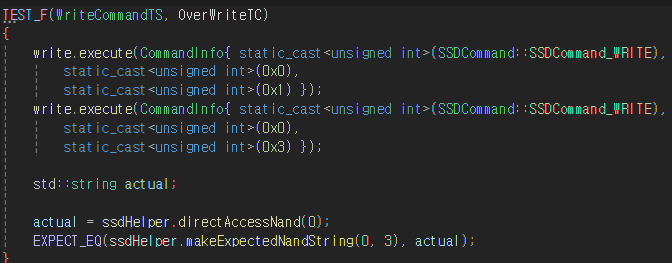 TEST_F(WriteCommandTS, OverWriteTC)
{
write.execute(CommandInfo{ static_cast<unsigned int>(SSDCommand::SSDCommand_WRITE),
static_cast<unsigned int>(0x0),
static_cast<unsigned int>(0x1) });
write.execute(CommandInfo{ static_cast<unsigned int>(SSDCommand::SSDCommand_WRITE),
static_cast<unsigned int>(0x0),
static_cast<unsigned int>(0x3) });
std::string actual;
actual = ssdHelper.directAccessNand(0);
EXPECT_EQ(ssdHelper.makeExpectedNandString(0, 3), actual);
}